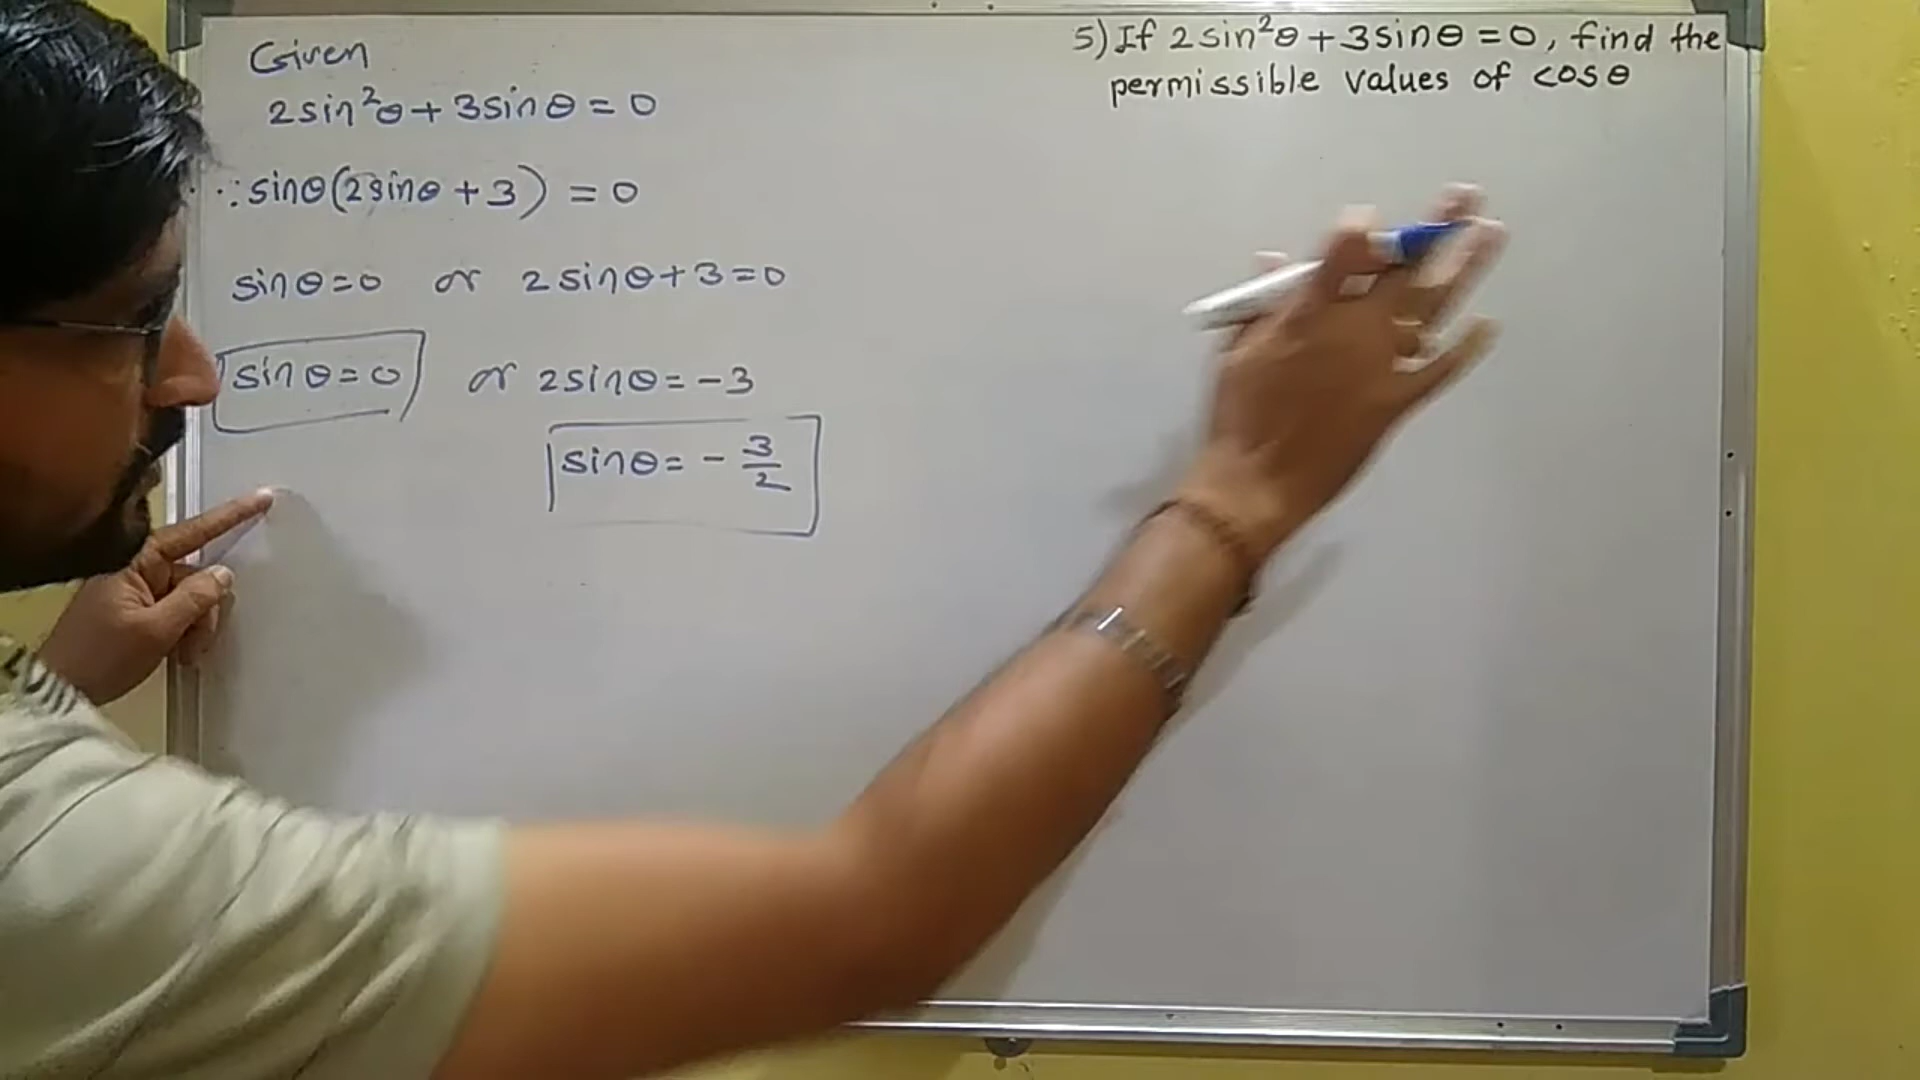 Given
2sin²θ + 3sinθ = 0
∵ sinθ(2sinθ + 3) = 0
sinθ = 0 or 2sinθ + 3 = 0
sinθ = 0 or 2sinθ = -3
sinθ = - 3/2
5) If 2sin²θ + 3sinθ = 0, find the
permissible values of cosθ